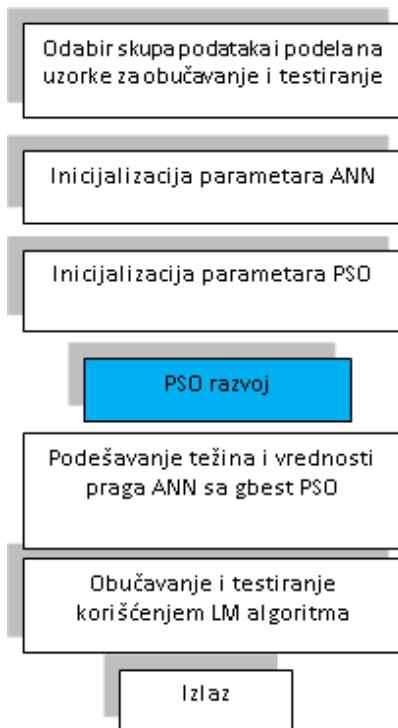 Odabir skupa podataka i podela na
uzorke za obučavanje i testiranje
Inicijalizacija parametara ANN
Inicijalizacija parametara PSO
PSO razvoj
Podešavanje težina i vrednosti
praga ANN sa gbest PSO
Obučavanje i testiranje
korišćenjem LM algoritma
Izlaz